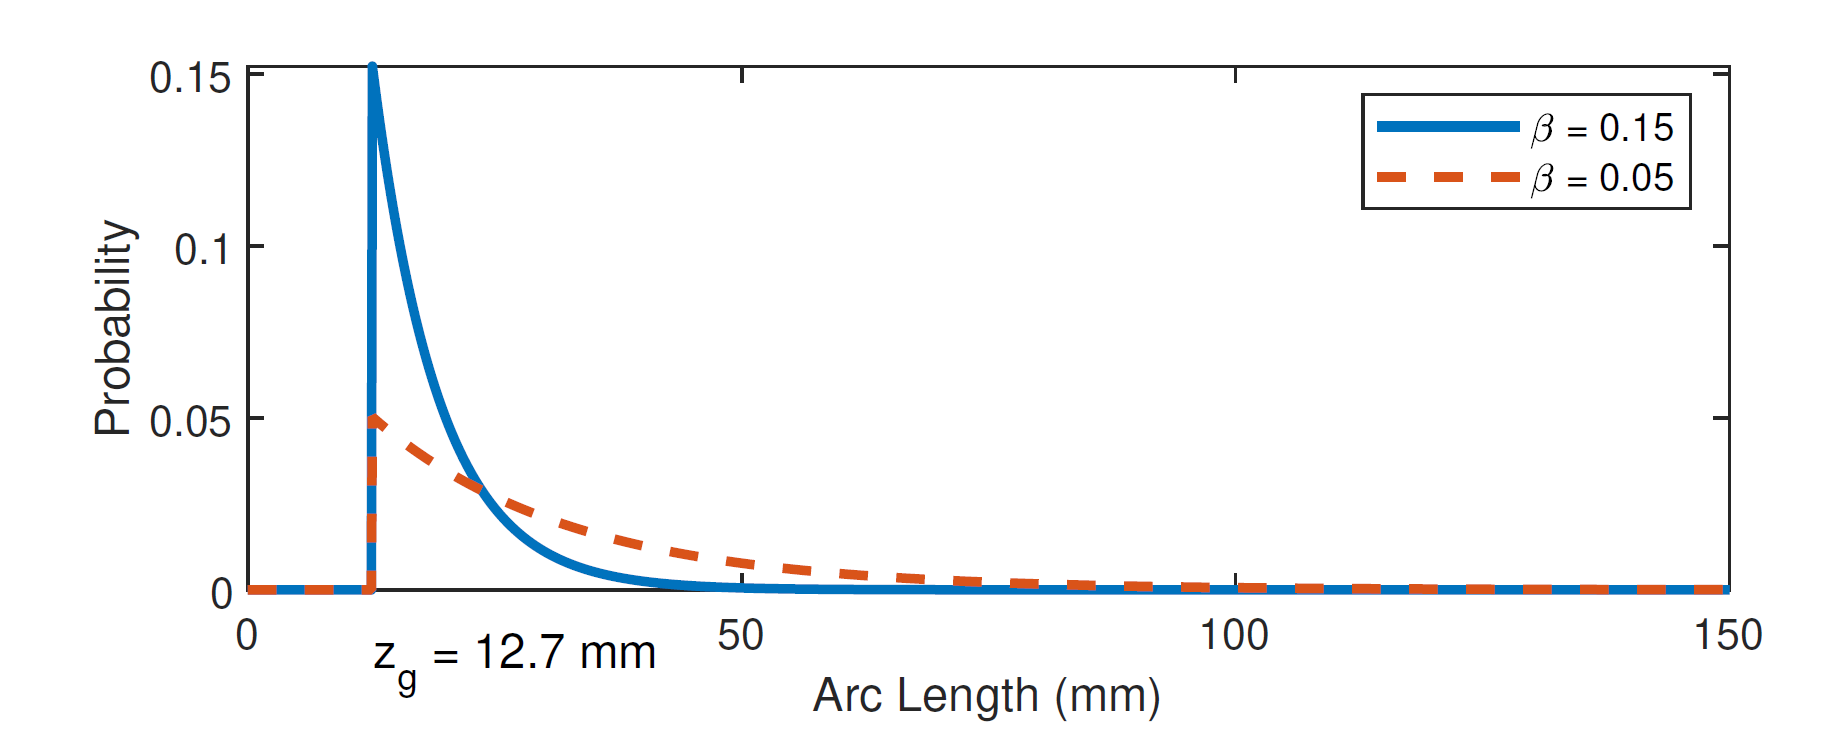 0.15
0.1
0.05
0
Probability
β = 0.15
β = 0.05
0
50
100
150
z_g = 12.7 mm
Arc Length (mm)